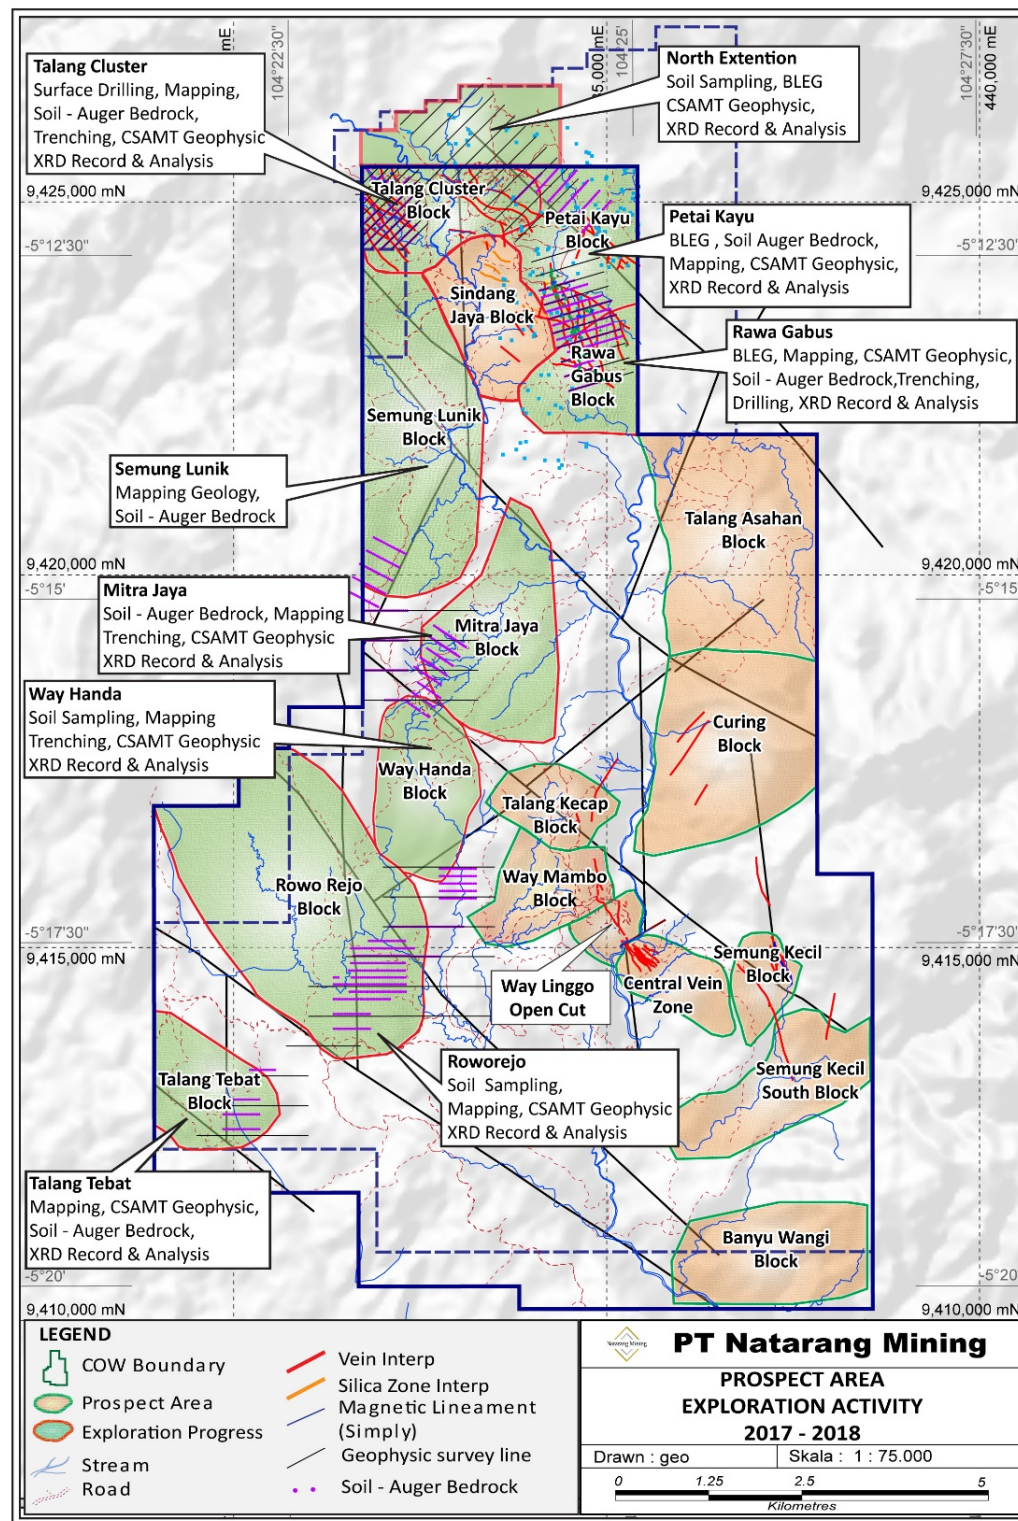 mE
104°22'30"
5,000 mE
104°25'
104°27'30"
440,000 mE
Talang Cluster
Surface Drilling, Mapping,
Soil - Auger Bedrock,
Trenching, CSAMT Geophysic
XRD Record & Analysis
North Extention
Soil Sampling, BLEG
CSAMT Geophysic,
XRD Record & Analysis
9,425,000 mN
9,425,000 mN
-5°12'30"
-5°12'30"
Talang Cluster
Block
Petai Kayu
Block
Petai Kayu
BLEG , Soil Auger Bedrock,
Mapping, CSAMT Geophysic,
XRD Record & Analysis
Sindang
Jaya Block
Rawa
Gabus
Block
Rawa Gabus
BLEG, Mapping, CSAMT Geophysic,
Soil - Auger Bedrock,Trenching,
Drilling, XRD Record & Analysis
Semung Lunik
Block
Semung Lunik
Mapping Geology,
Soil - Auger Bedrock
Talang Asahan
Block
9,420,000 mN
9,420,000 mN
-5°15'
-5°15'
Mitra Jaya
Soil - Auger Bedrock, Mapping
Trenching, CSAMT Geophysic
XRD Record & Analysis
Mitra Jaya
Block
Way Handa
Soil Sampling, Mapping
Trenching, CSAMT Geophysic
XRD Record & Analysis
Curing
Block
Way Handa
Block
Talang Kecap
Block
Way Mambo
Block
Rowo Rejo
Block
-5°17'30"
-5°17'30"
9,415,000 mN
9,415,000 mN
Semung Kecil
Block
Way Linggo
Open Cut
Central Vein
Zone
Talang Tebat
Block
Roworejo
Soil Sampling,
Mapping, CSAMT Geophysic
XRD Record & Analysis
Semung Kecil
South Block
Talang Tebat
Mapping, CSAMT Geophysic,
Soil - Auger Bedrock,
XRD Record & Analysis
Banyu Wangi
Block
-5°20'
-5°20'
9,410,000 mN
9,410,000 mN
LEGEND
COW Boundary
Prospect Area
Exploration Progress
Stream
Road
Vein Interp
Silica Zone Interp
Magnetic Lineament
(Simply)
Geophysic survey line
Soil - Auger Bedrock
Natarang Mining
PT Natarang Mining
PROSPECT AREA
EXPLORATION ACTIVITY
2017 - 2018
Drawn : geo
Skala : 1 : 75.000
0 1.25 2.5 5
Kilometres